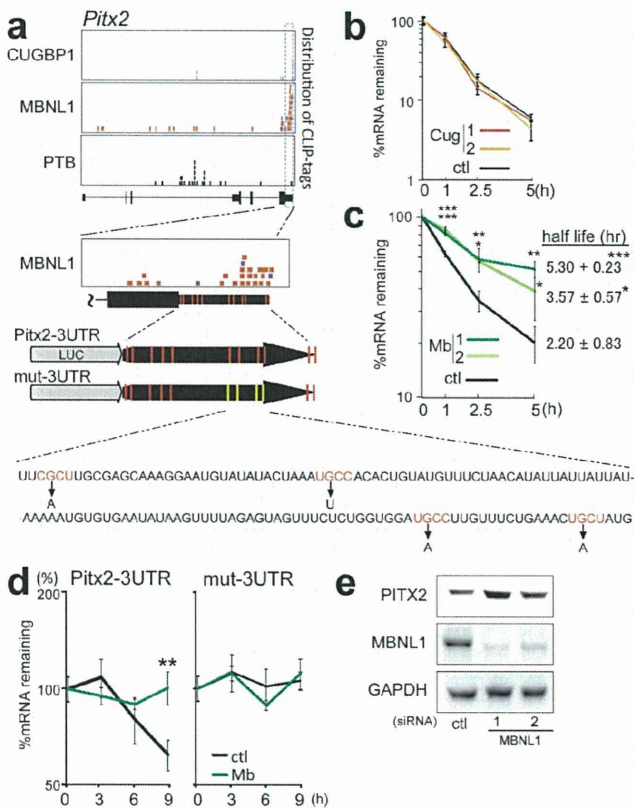 a
Pitx2
CUGBP1
MBNL1
PTB
Distribution of CLIP-tags
MBNL1
Pitx2-3UTR
LUC
mut-3UTR
b
%mRNA remaining
100
10
1
Cug 1
2
ctl
0 1 2.5 5(h)
c
%mRNA remaining
100
10
***
***
**
*
**
*
Mb 1
2
ctl
0 1 2.5 5(h)
half life (hr)
5.30 + 0.23 ***
3.57 ± 0.57 *
2.20 ± 0.83
UUCGCUUGCGAGCAAAGGAAUGUAUAUACUAAAUGCCACACUGUAUGUUUCUAACAUAUUAUUAUUAU-
A U
-AAAAAUGUGUGAAUAUAAGUUUUAGAGUAGUUUCUCUGGUGGAUGCCUUGUUUCUGAAACUGCUAUG
A A
d
(%) Pitx2-3UTR mut-3UTR
%mRNA remaining
200
100
50
**
ctl
Mb
0 3 6 9 0 3 6 9 (h)
e
PITX2
MBNL1
GAPDH
(siRNA) ctl 1 2
MBNL1